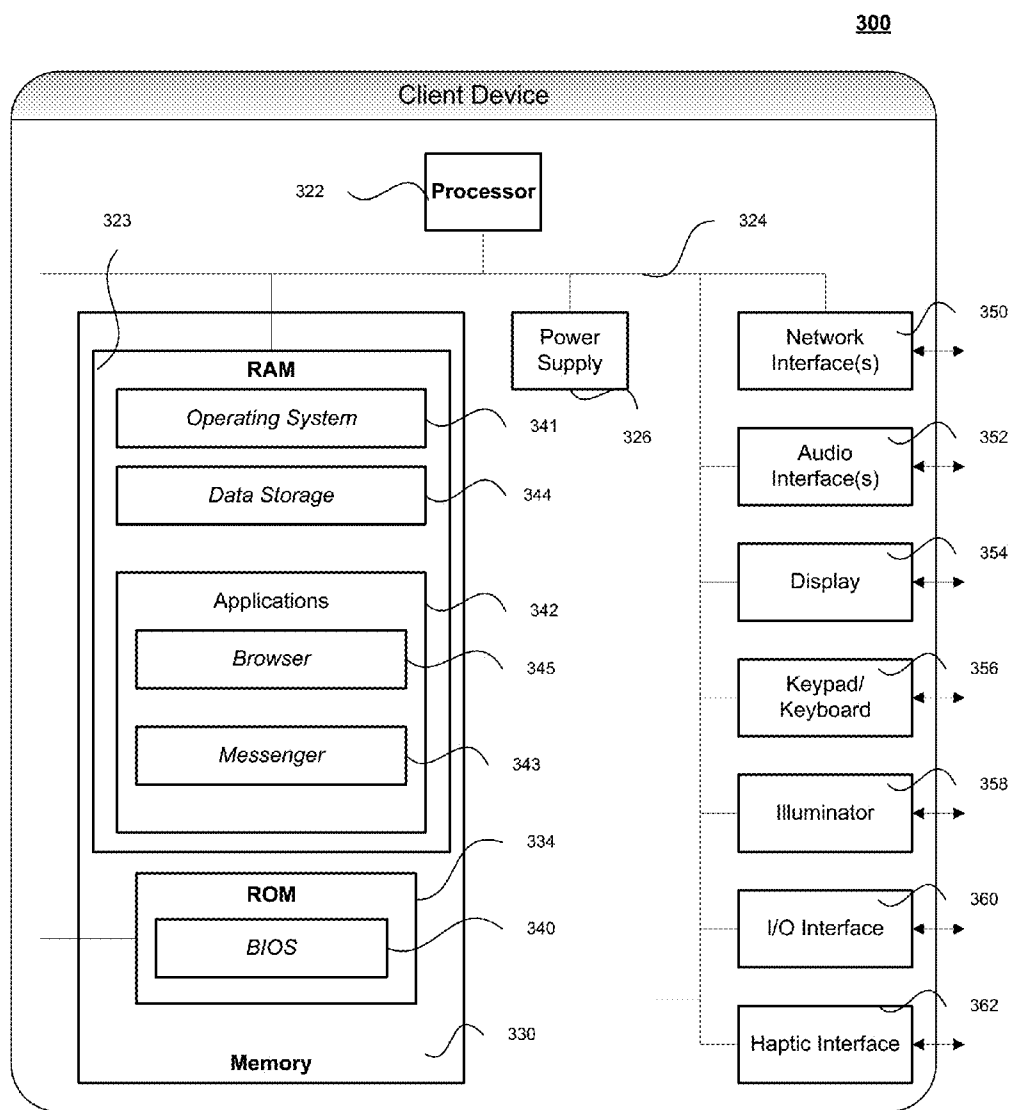 300
Client Device
Processor
322
323
324
RAM
Operating System
341
Data Storage
344
Applications
342
Browser
345
Messenger
343
334
ROM
BIOS
340
330
Memory
Power
Supply
326
Network
Interface(s)
350
Audio
Interface(s)
352
Display
354
Keypad/
Keyboard
356
Illuminator
358
I/O Interface
360
Haptic Interface
362